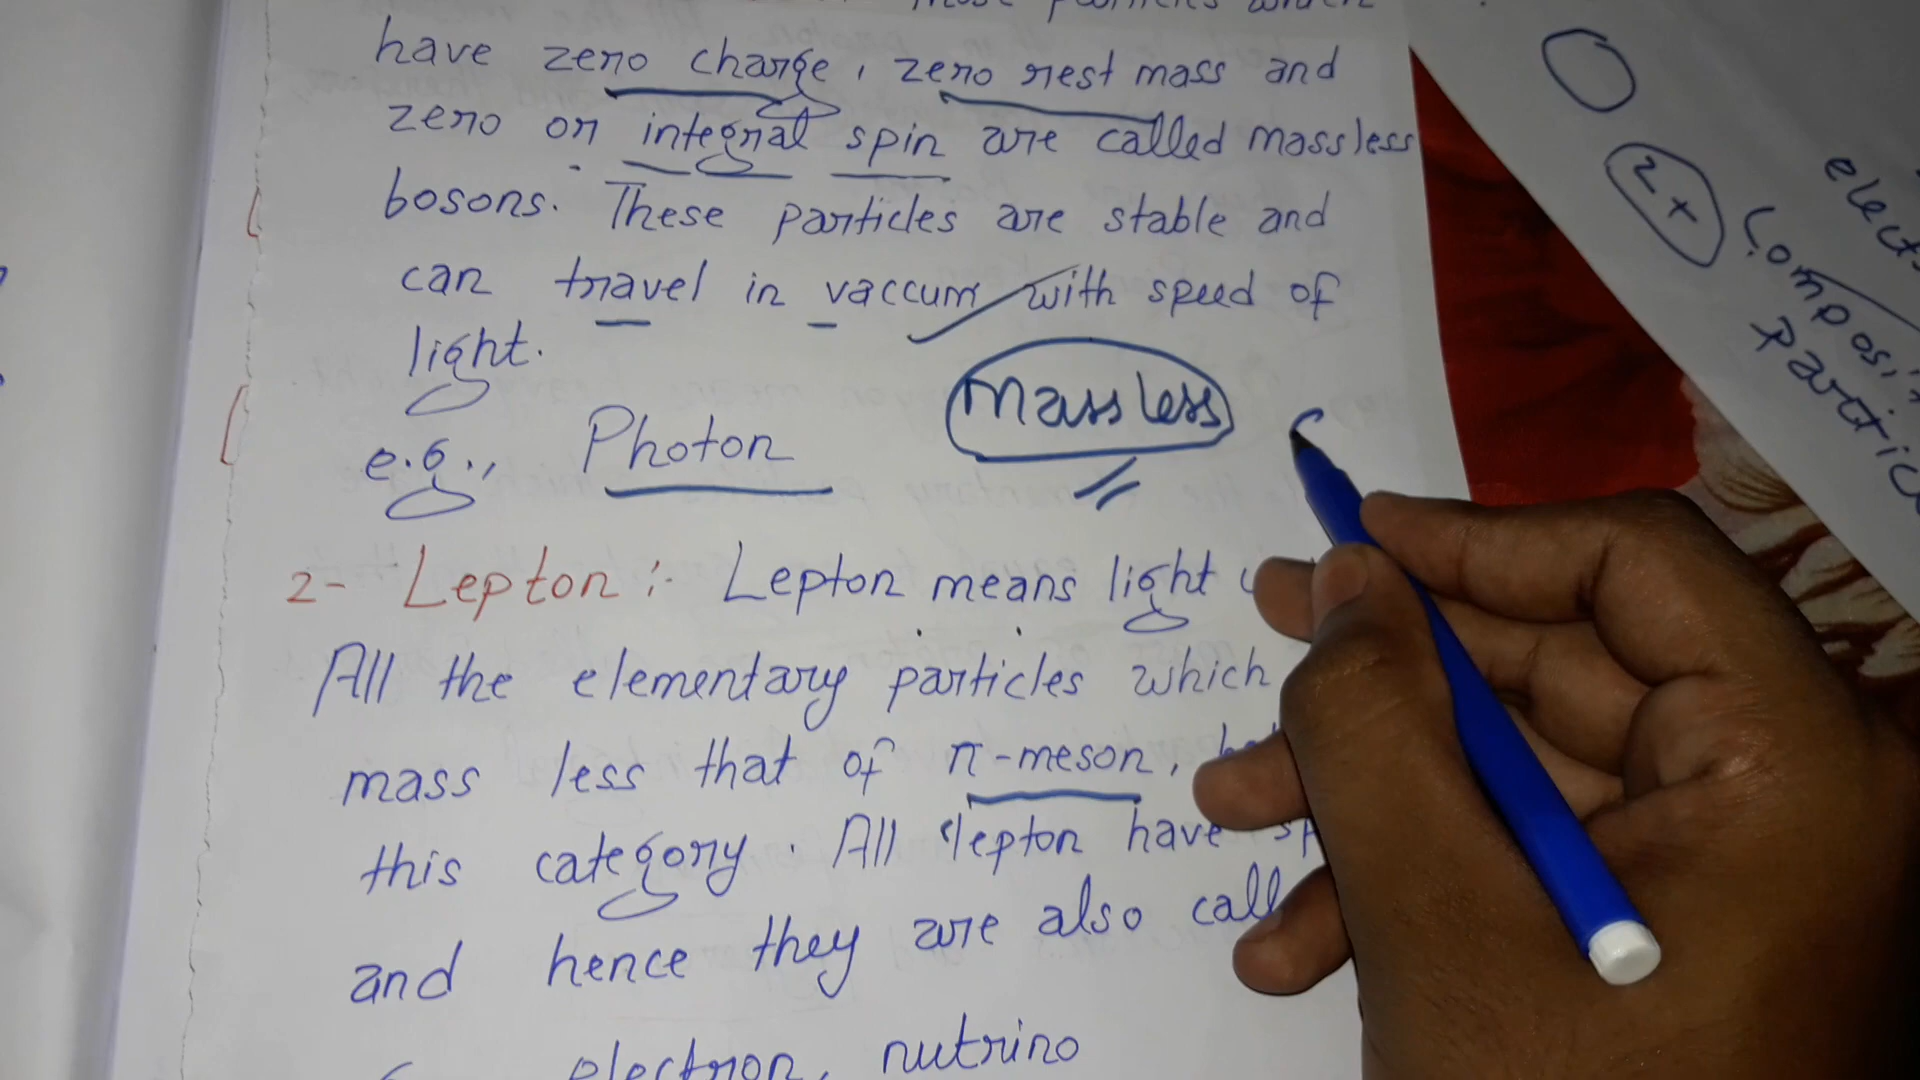 have zero charge, zero rest mass and
zero or integral spin are called massless
bosons. These particles are stable and
can travel in vaccum with speed of
light.
e.g., Photon
massless
2- Lepton :- Lepton means light
All the elementary particles which
mass less that of π-meson,
this category. All lepton have
and hence they are also call
electron, nutrino
2+
Composi
Partic
elect